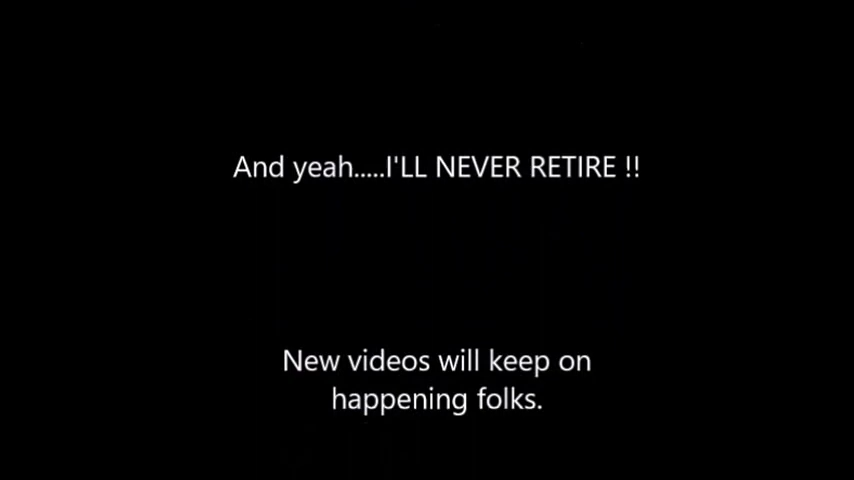 And yeah.....I'LL NEVER RETIRE !!
New videos will keep on
happening folks.